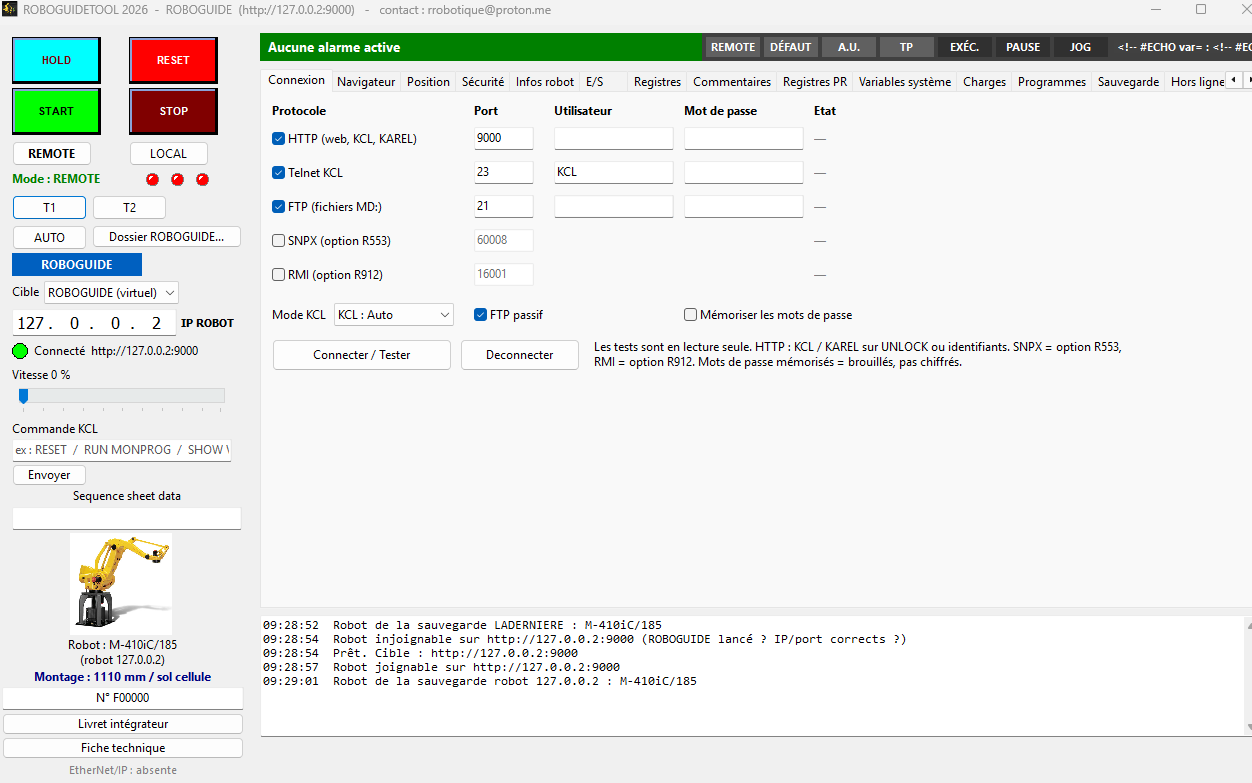 ROBOGUIDETOOL 2026 - ROBOGUIDE (http://127.0.0.2:9000) - contact : rrobotique@proton.me
HOLD
RESET
START
STOP
REMOTE
LOCAL
Mode : REMOTE
T1
T2
AUTO
Dossier ROBOGUIDE...
ROBOGUIDE
Cible ROBOGUIDE (virtuel)
127 . 0 . 0 . 2 IP ROBOT
Connecté http://127.0.0.2:9000
Vitesse 0 %
Commande KCL
ex : RESET / RUN MONPROG / SHOW
Envoyer
Sequence sheet data
Robot : M-410iC/185
(robot 127.0.0.2)
Montage : 1110 mm / sol cellule
N° F00000
Livret intégrateur
Fiche technique
EtherNet/IP : absente
Aucune alarme active
REMOTE DÉFAUT A.U. TP EXÉC. PAUSE JOG <!-- #ECHO var= : <!-- #EC
Connexion Navigateur Position Sécurité Infos robot E/S Registres Commentaires Registres PR Variables système Charges Programmes Sauvegarde Hors ligne
Protocole Port Utilisateur Mot de passe Etat
HTTP (web, KCL, KAREL) 9000 —
Telnet KCL 23 KCL —
FTP (fichiers MD:) 21 —
SNPX (option R553) 60008 —
RMI (option R912) 16001 —
Mode KCL KCL : Auto FTP passif Mémoriser les mots de passe
Connecter / Tester
Deconnecter
Les tests sont en lecture seule. HTTP : KCL / KAREL sur UNLOCK ou identifiants. SNPX = option R553,
RMI = option R912. Mots de passe mémorisés = brouillés, pas chiffrés.
09:28:52 Robot de la sauvegarde LADERNIERE : M-410iC/185
09:28:54 Robot injoignable sur http://127.0.0.2:9000 (ROBOGUIDE lancé ? IP/port corrects ?)
09:28:54 Prêt. Cible : http://127.0.0.2:9000
09:28:57 Robot joignable sur http://127.0.0.2:9000
09:29:01 Robot de la sauvegarde robot 127.0.0.2 : M-410iC/185